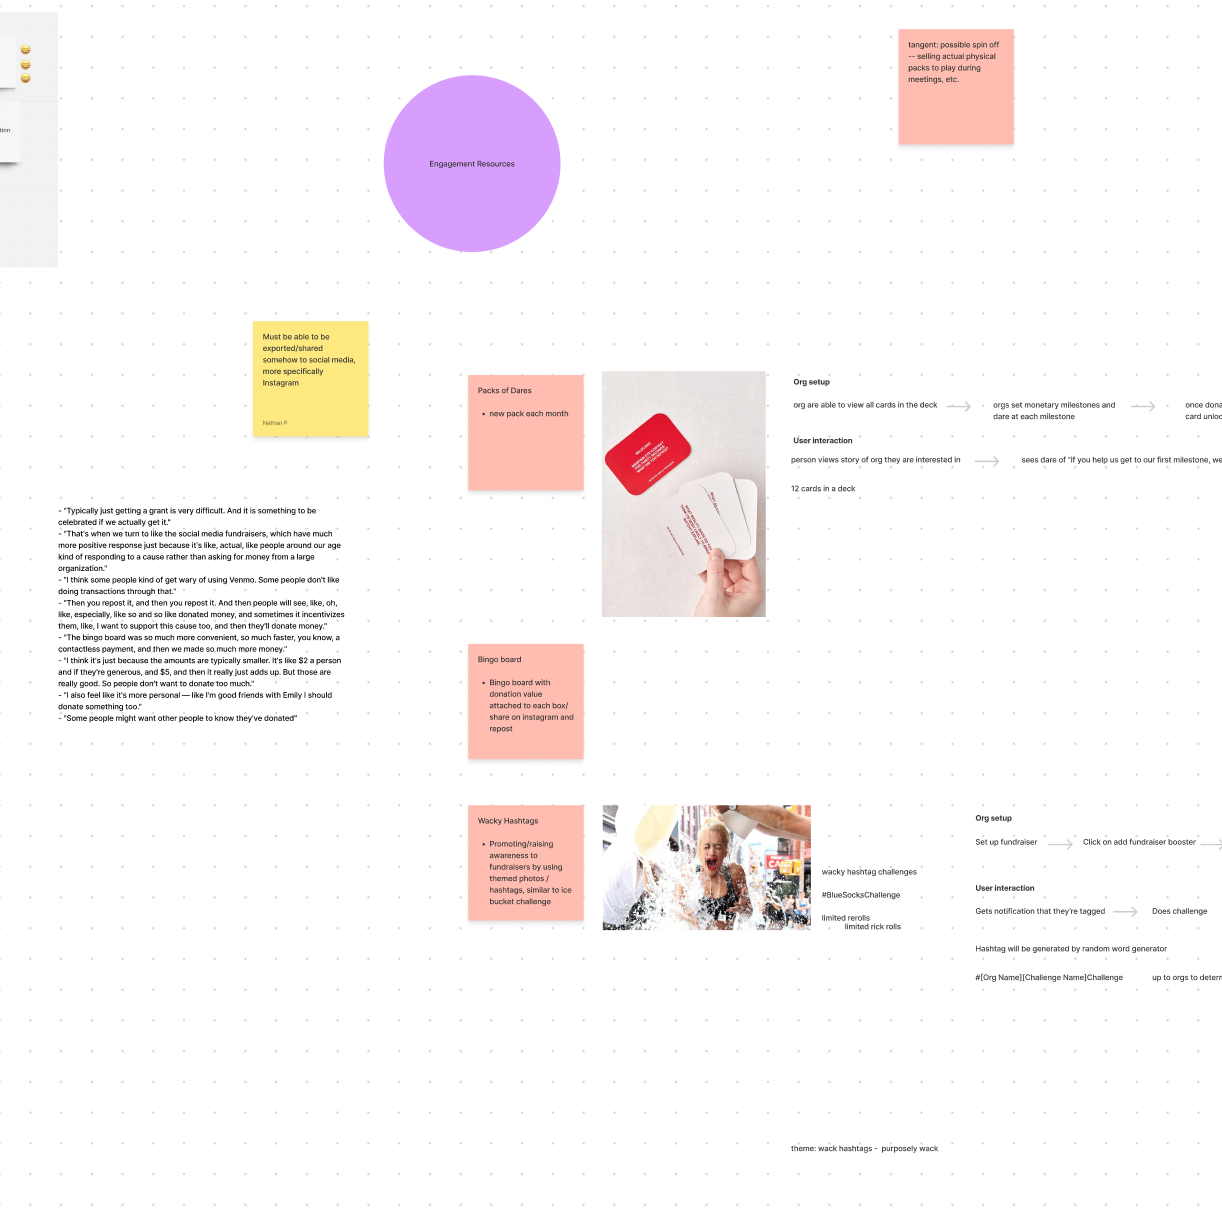 tion
tangent: possible spin off
-- selling actual physical
packs to play during
meetings, etc.
Engagement Resources
Must be able to be
exported/shared
somehow to social media,
more specifically
Instagram
Nathan P
- "Typically just getting a grant is very difficult. And it is something to be
celebrated if we actually get it."
- "That's when we turn to like the social media fundraisers, which have much
more positive response just because it's like, actual, like people around our age
kind of responding to a cause rather than asking for money from a large
organization."
- "I think some people kind of get wary of using Venmo. Some people don't like
doing transactions through that."
- "Then you repost it, and then you repost it. And then people will see, like, oh,
like, especially, like so and so like donated money, and sometimes it incentivizes
them, like, I want to support this cause too, and then they'll donate money."
- "The bingo board was so much more convenient, so much faster, you know, a
contactless payment, and then we made so much more money."
- "I think it's just because the amounts are typically smaller. It's like $2 a person
and if they're generous, and $5, and then it really just adds up. But those are
really good. So people don't want to donate too much."
- "I also feel like it's more personal — like I'm good friends with Emily I should
donate something too."
- "Some people might want other people to know they've donated"
Packs of Dares
• new pack each month
Org setup
org are able to view all cards in the deck
orgs set monetary milestones and
dare at each milestone
once dona
card unloc
User interaction
person views story of org they are interested in
sees dare of "if you help us get to our first milestone, we
12 cards in a deck
Bingo board
• Bingo board with
donation value
attached to each box/
share on instagram and
repost
Wacky Hashtags
• Promoting/raising
awareness to
fundraisers by using
themed photos /
hashtags, similar to ice
bucket challenge
wacky hashtag challenges
#BlueSocksChallenge
limited rerolls
limited rick rolls
Org setup
Set up fundraiser
Click on add fundraiser booster
User interaction
Gets notification that they're tagged
Does challenge
Hashtag will be generated by random word generator
#[Org Name][Challenge Name]Challenge
up to orgs to determ
theme: wack hashtags - purposely wack